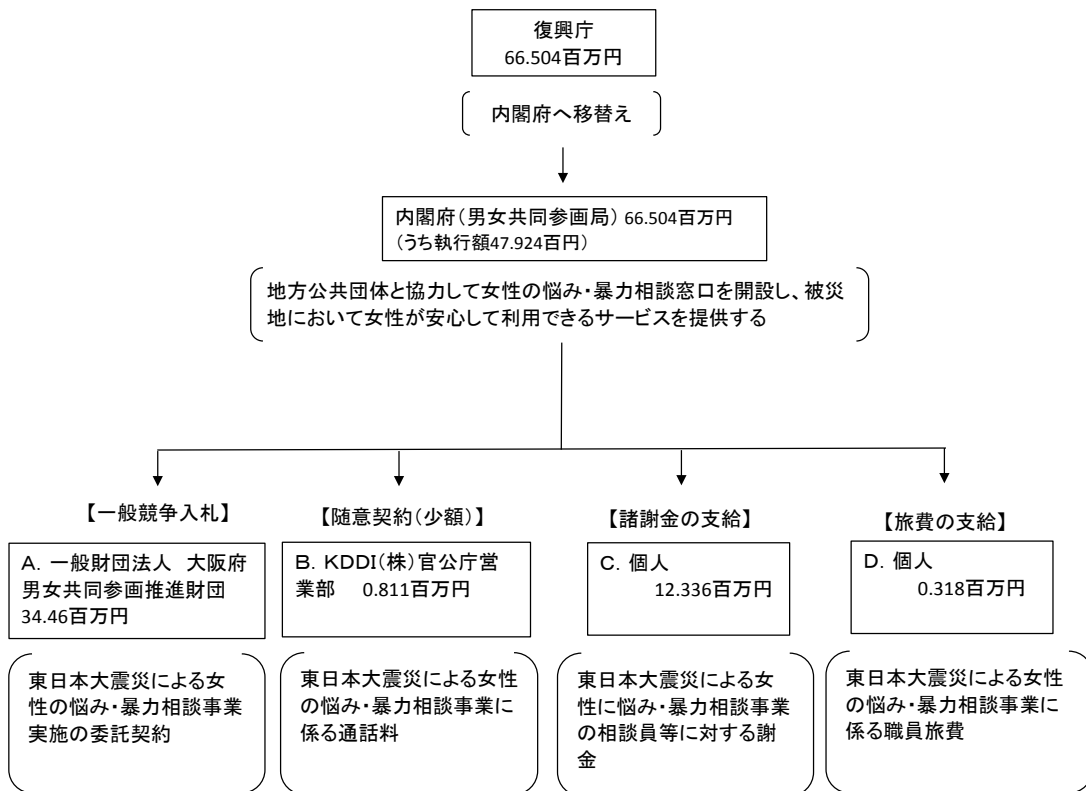 復興庁
66.504百万円
内閣府へ移替え
内閣府(男女共同参画局) 66.504百万円
(うち執行額47.924百円)
地方公共団体と協力して女性の悩み・暴力相談窓口を開設し、被災
地において女性が安心して利用できるサービスを提供する
【一般競争入札】
A. 一般財団法人 大阪府
男女共同参画推進財団
34.46百万円
東日本大震災による女
性の悩み・暴力相談事業
実施の委託契約
【随意契約(少額)】
B. KDDI(株)官公庁営
業部 0.811百万円
東日本大震災による女性
の悩み・暴力相談事業に
係る通話料
【諸謝金の支給】
C. 個人
12.336百万円
東日本大震災による女
性に悩み・暴力相談事業
の相談員等に対する謝
金
【旅費の支給】
D. 個人
0.318百万円
東日本大震災による女性
の悩み・暴力相談事業に
係る職員旅費